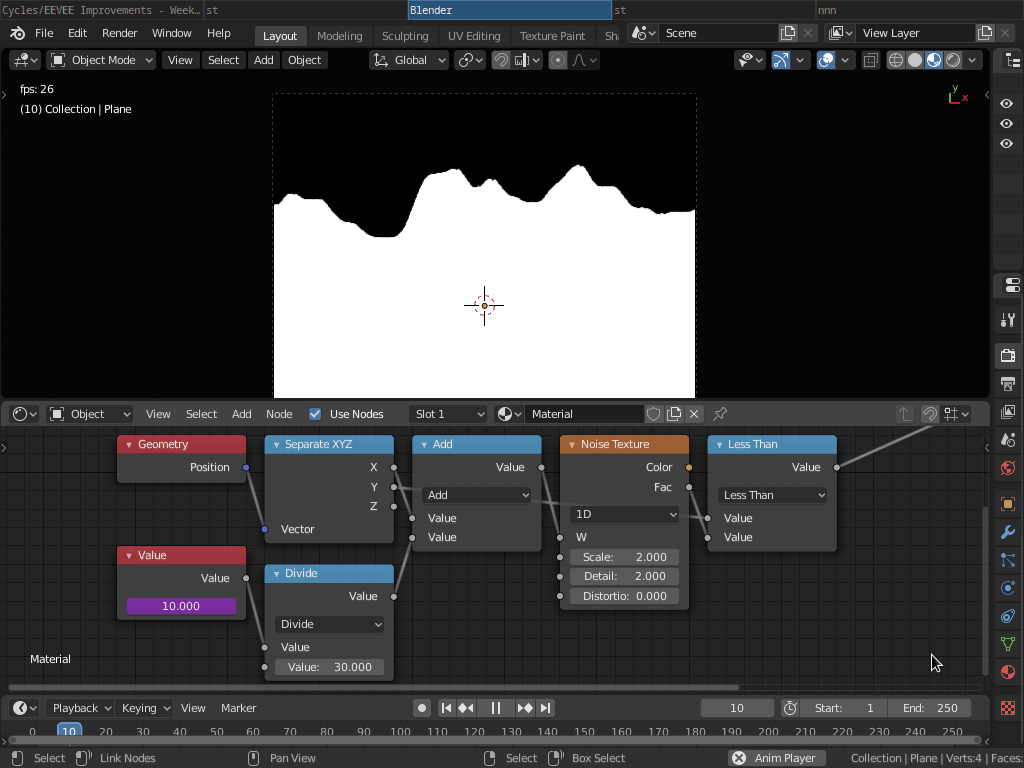 Cycles/EEVEE Improvements - Week… st Blender st nnn
File Edit Render Window Help Layout Modeling Sculpting UV Editing Texture Paint Sh Scene View Layer
Object Mode View Select Add Object Global
fps: 26
(10) Collection | Plane
y
x
Object View Select Add Node Use Nodes Slot 1 Material
Geometry
Position
Separate XYZ
X
Y
Z
Vector
Add
Value
Add
Value
Value
Noise Texture
Color
Fac
1D
W
Scale: 2.000
Detail: 2.000
Distortio: 0.000
Less Than
Value
Less Than
Value
Value
Value
Value
10.000
Divide
Value
Divide
Value
Value: 30.000
Material
Playback Keying View Marker 10 Start: 1 End: 250
0 10 20 30 40 50 60 70 80 90 100 110 120 130 140 150 160 170 180 190 200 210 220 230 240 250
Select Link Nodes Pan View Select Box Select Anim Player Collection | Plane | Verts:4 | Faces: